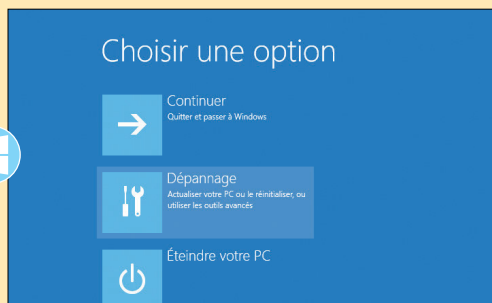 Choisir une option
Continuer
Quitter et passer à Windows
Dépannage
Actualiser votre PC ou le réinitialiser, ou
utiliser les outils avancés
Éteindre votre PC